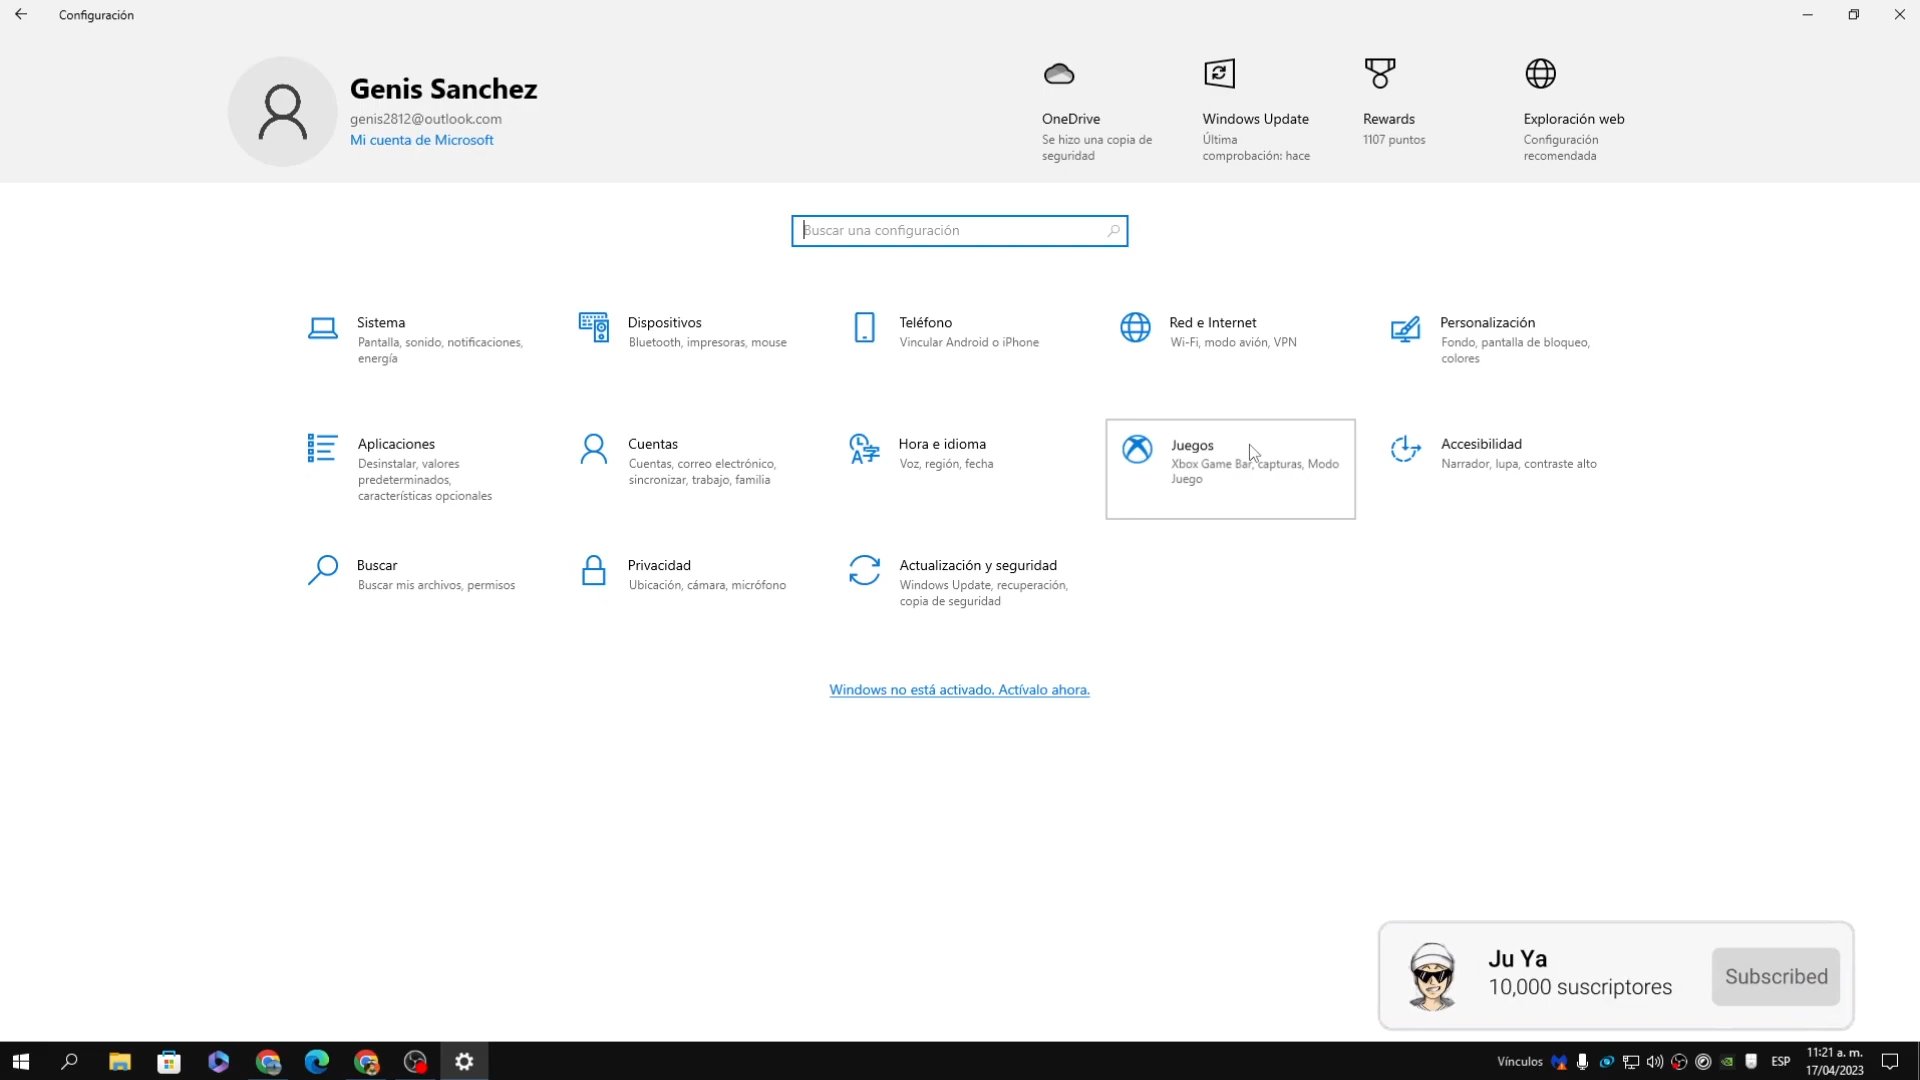 Configuración
Genis Sanchez
genis2812@outlook.com
Mi cuenta de Microsoft
OneDrive
Se hizo una copia de
seguridad
Windows Update
Última
comprobación: hace
Rewards
1107 puntos
Exploración web
Configuración
recomendada
Buscar una configuración
Sistema
Pantalla, sonido, notificaciones,
energía
Dispositivos
Bluetooth, impresoras, mouse
Teléfono
Vincular Android o iPhone
Red e Internet
Wi-Fi, modo avión, VPN
Personalización
Fondo, pantalla de bloqueo,
colores
Aplicaciones
Desinstalar, valores
predeterminados,
características opcionales
Cuentas
Cuentas, correo electrónico,
sincronizar, trabajo, familia
Hora e idioma
Voz, región, fecha
Juegos
Xbox Game Bar, capturas, Modo
Juego
Accesibilidad
Narrador, lupa, contraste alto
Buscar
Buscar mis archivos, permisos
Privacidad
Ubicación, cámara, micrófono
Actualización y seguridad
Windows Update, recuperación,
copia de seguridad
Windows no está activado. Actívalo ahora.
Ju Ya
10,000 suscriptores
Subscribed
Vínculos
ESP
11:21 a. m.
17/04/2023